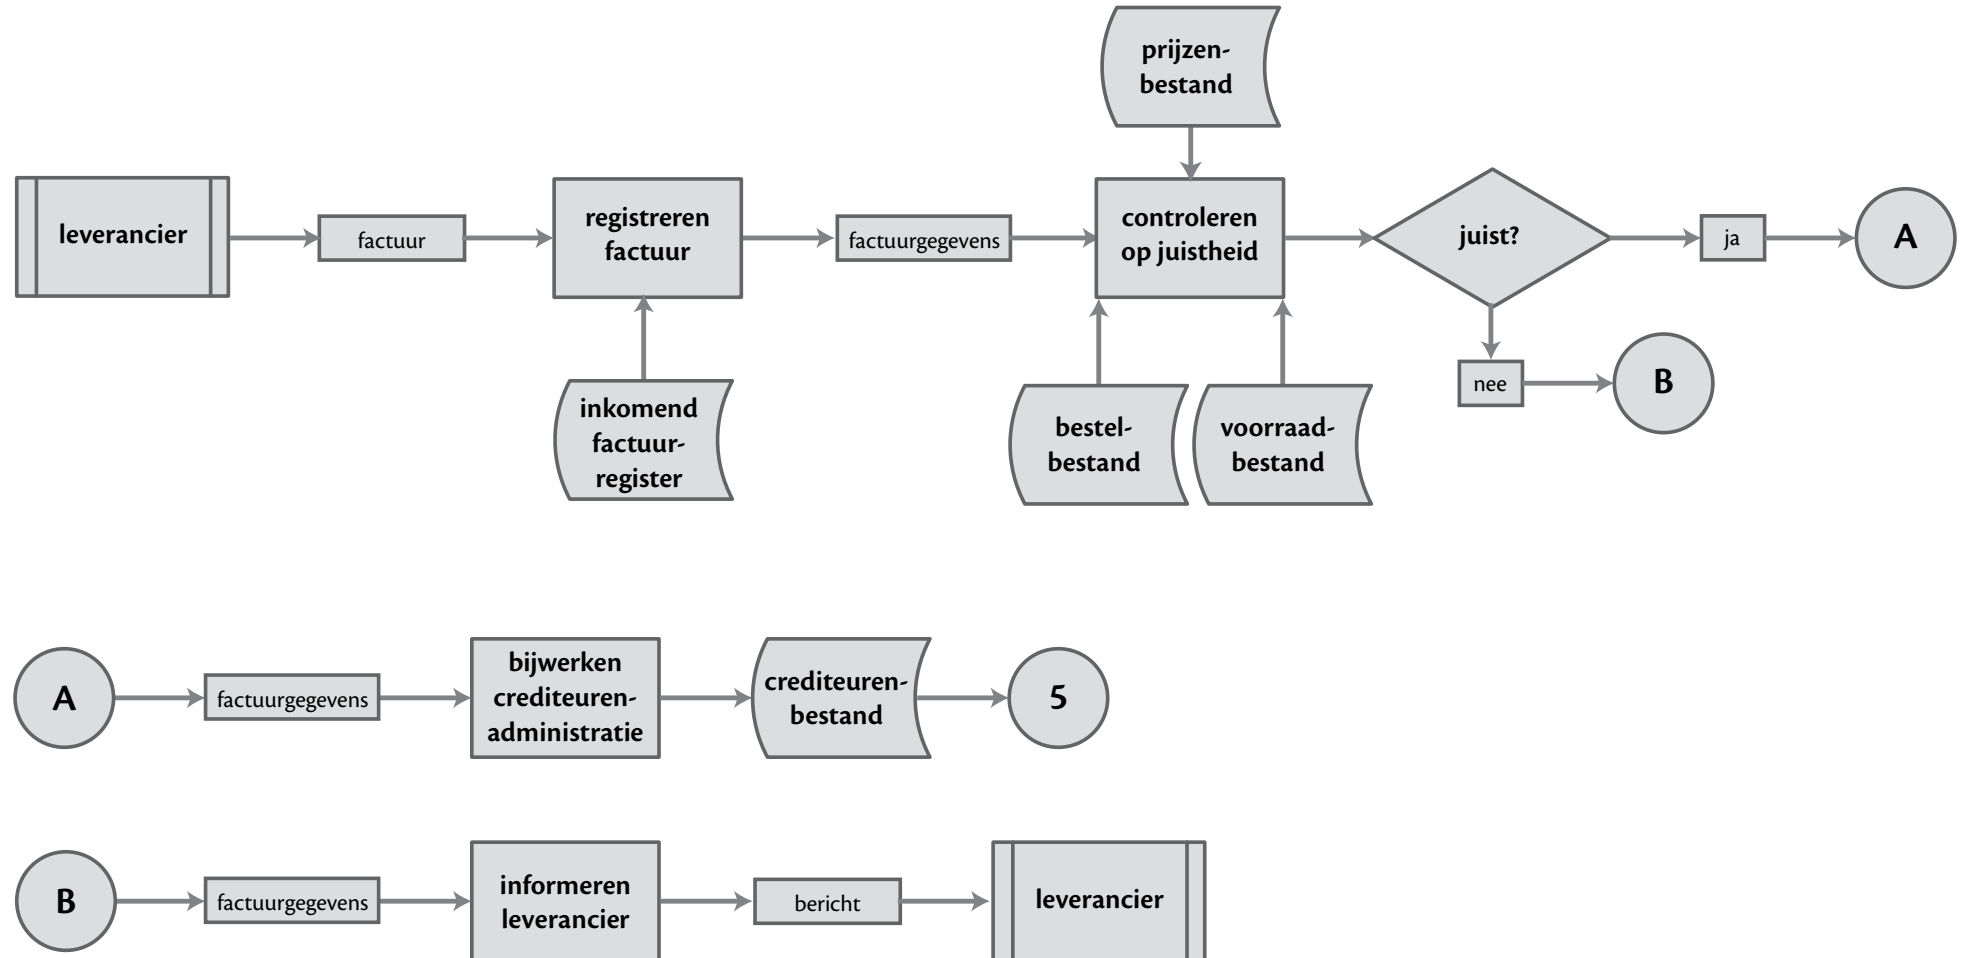 prijzen-
bestand
leverancier
factuur
registreren
factuur
factuurgegevens
controleren
op juistheid
juist?
ja
A
inkomend
factuur-
register
bestel-
bestand
voorraad-
bestand
nee
B
A
factuurgegevens
bijwerken
crediteuren-
administratie
crediteuren-
bestand
5
B
factuurgegevens
informeren
leverancier
bericht
leverancier